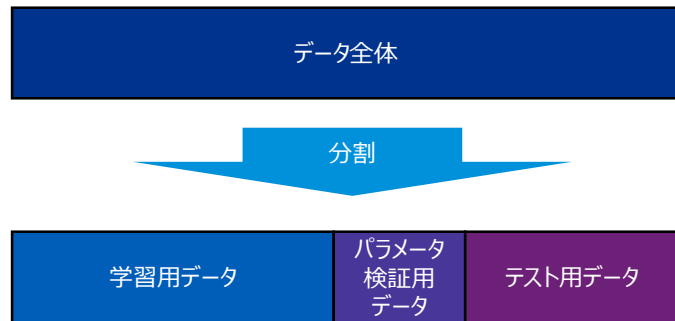 データ全体
分割
学習用データ
パラメータ
検証用
データ
テスト用データ